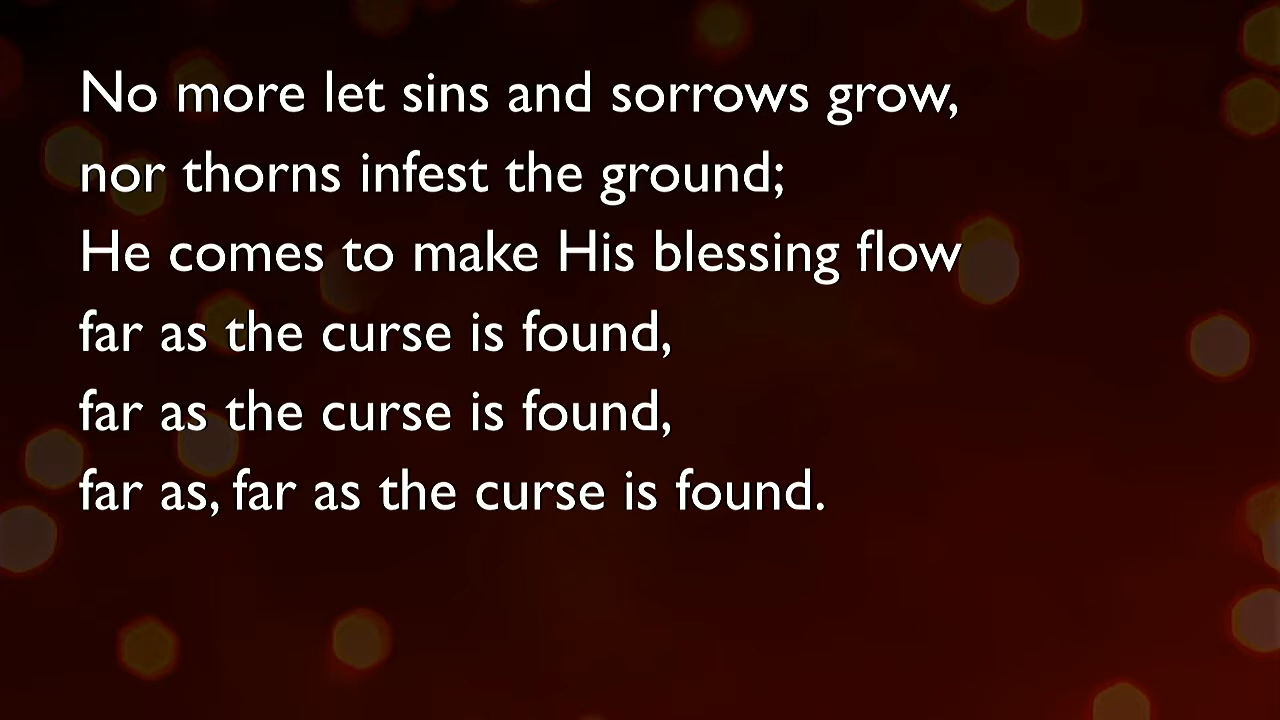 No more let sins and sorrows grow,
nor thorns infest the ground;
He comes to make His blessing flow
far as the curse is found,
far as the curse is found,
far as, far as the curse is found.